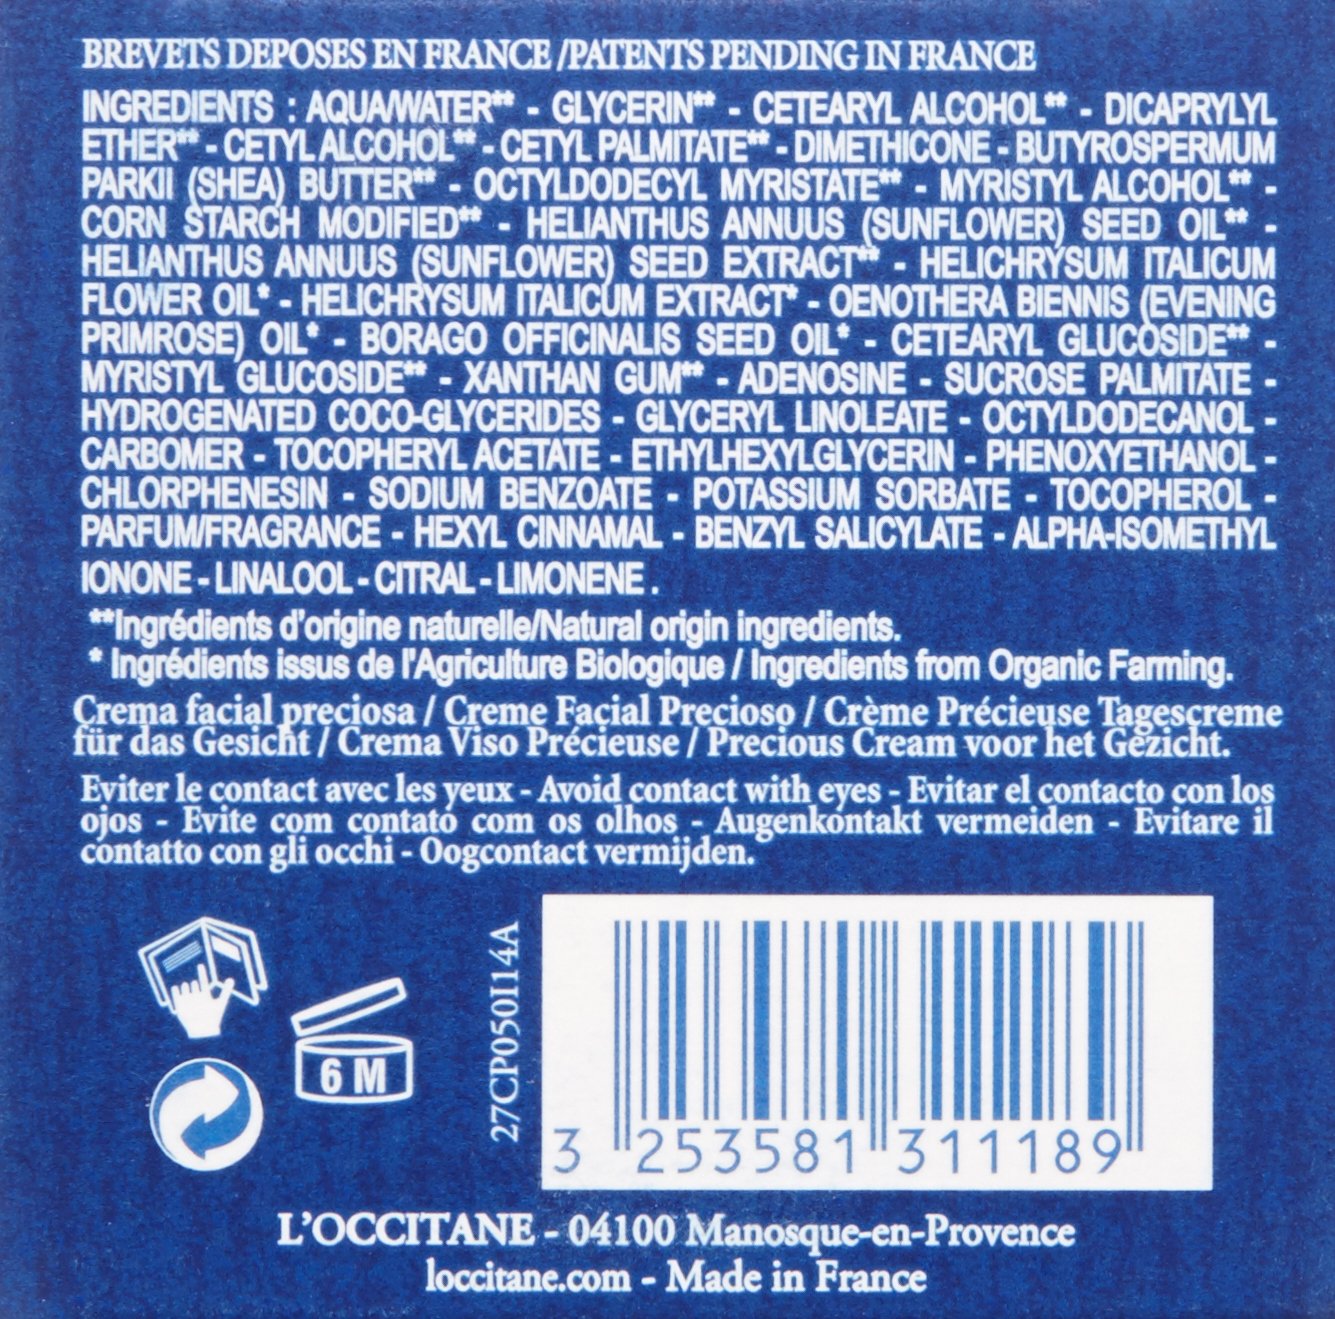 BREVETS DEPOSES EN FRANCE /PATENTS PENDING IN FRANCE
INGREDIENTS : AQUA/WATER** - GLYCERIN** - CETEARYL ALCOHOL** - DICAPRYLYL
ETHER** - CETYL ALCOHOL** - CETYL PALMITATE** - DIMETHICONE - BUTYROSPERMUM
PARKII (SHEA) BUTTER** - OCTYLDODECYL MYRISTATE** - MYRISTYL ALCOHOL** -
CORN STARCH MODIFIED** - HELIANTHUS ANNUUS (SUNFLOWER) SEED OIL** -
HELIANTHUS ANNUUS (SUNFLOWER) SEED EXTRACT** - HELICHRYSUM ITALICUM
FLOWER OIL* - HELICHRYSUM ITALICUM EXTRACT* - OENOTHERA BIENNIS (EVENING
PRIMROSE) OIL* - BORAGO OFFICINALIS SEED OIL* - CETEARYL GLUCOSIDE** -
MYRISTYL GLUCOSIDE** - XANTHAN GUM** - ADENOSINE - SUCROSE PALMITATE -
HYDROGENATED COCO-GLYCERIDES - GLYCERYL LINOLEATE - OCTYLDODECANOL -
CARBOMER - TOCOPHERYL ACETATE - ETHYLHEXYLGLYCERIN - PHENOXYETHANOL -
CHLORPHENESIN - SODIUM BENZOATE - POTASSIUM SORBATE - TOCOPHEROL -
PARFUM/FRAGRANCE - HEXYL CINNAMAL - BENZYL SALICYLATE - ALPHA-ISOMETHYL
IONONE - LINALOOL - CITRAL - LIMONENE .
**Ingrédients d'origine naturelle/Natural origin ingredients.
* Ingrédients issus de l'Agriculture Biologique / Ingredients from Organic Farming.
Crema facial preciosa / Creme Facial Precioso / Crème Précieuse Tagescreme
für das Gesicht / Crema Viso Précieuse / Precious Cream voor het Gezicht.
Eviter le contact avec les yeux - Avoid contact with eyes - Evitar el contacto con los
ojos - Evite com contato com os olhos - Augenkontakt vermeiden - Evitare il
contatto con gli occhi - Oogcontact vermijden.
6 M
27CP050I14A
3 253581 311189
L'OCCITANE - 04100 Manosque-en-Provence
loccitane.com - Made in France